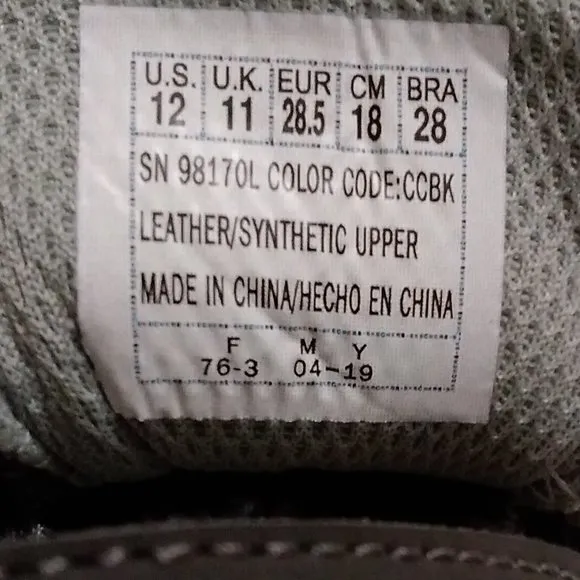 U.S. U.K. EUR CM BRA
12 11 28.5 18 28
SN 98170L COLOR CODE:CCBK
LEATHER/SYNTHETIC UPPER
MADE IN CHINA/HECHO EN CHINA
F M Y
76-3 04-19